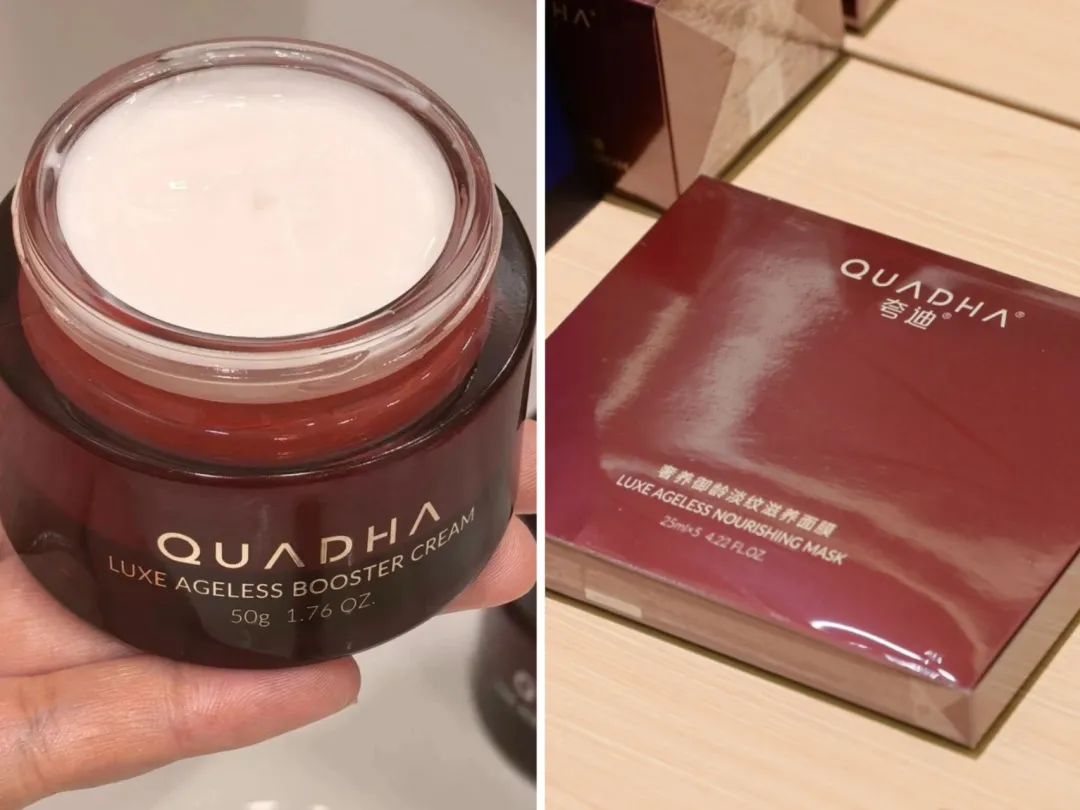 QUADHA
LUXE AGELESS BOOSTER CREAM
50g 1.76 OZ.
HA®
QUADHA®
夸迪®
奢养御龄淡纹滋养面膜
LUXE AGELESS NOURISHING MASK
25ml×5 4.22 FL.OZ.